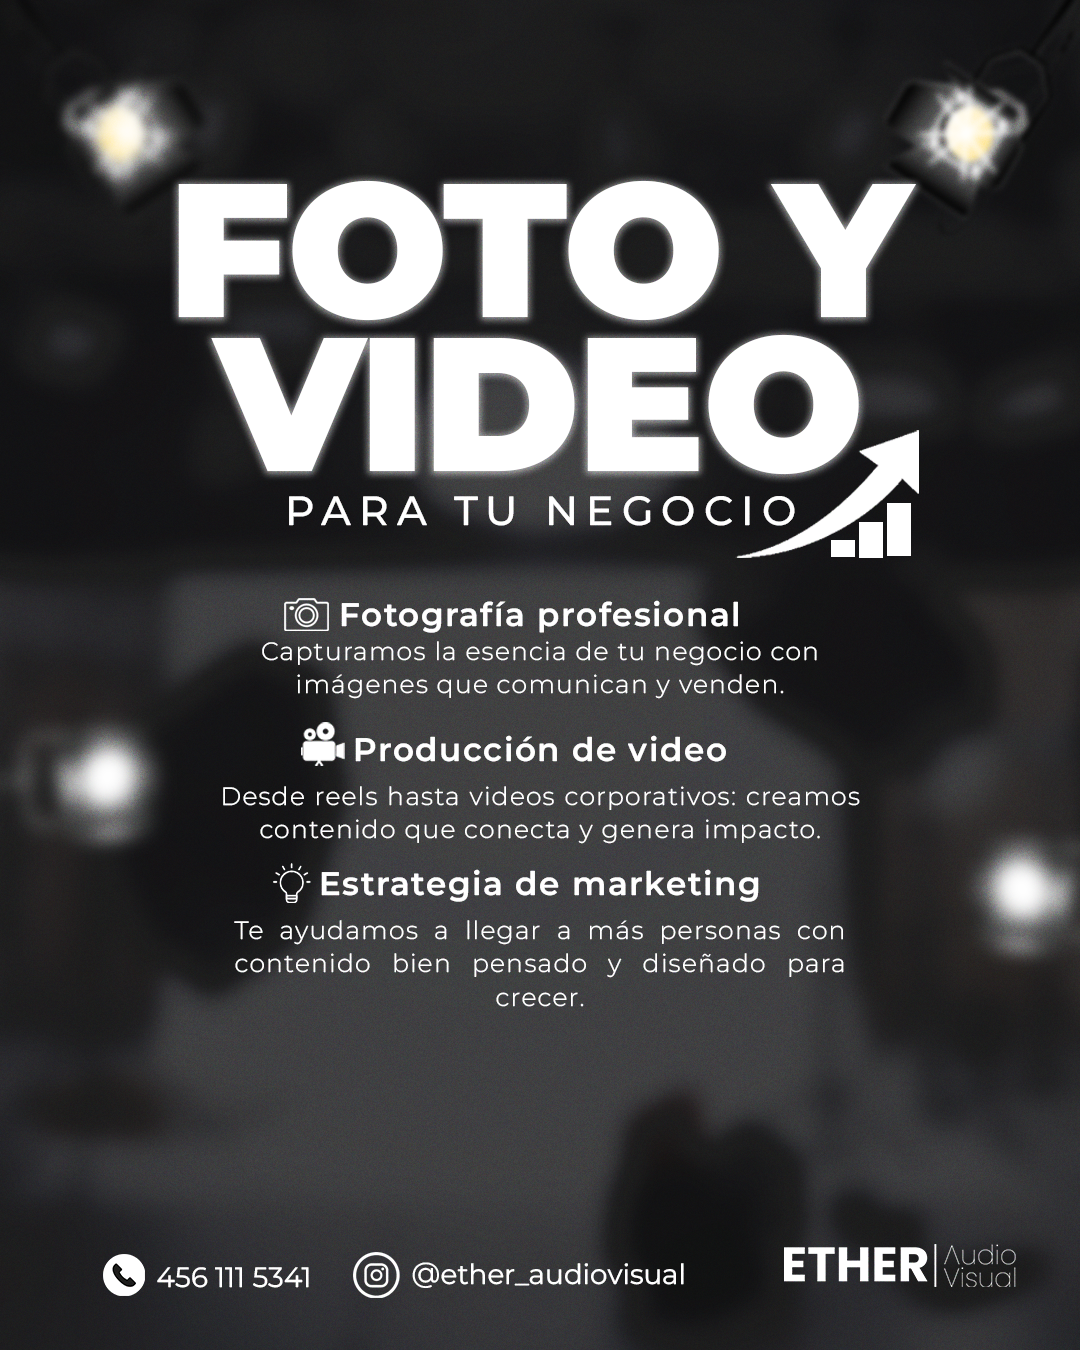 FOTO Y
VIDEO
PARA TU NEGOCIO
Fotografía profesional
Capturamos la esencia de tu negocio con
imágenes que comunican y venden.
Producción de video
Desde reels hasta videos corporativos: creamos
contenido que conecta y genera impacto.
Estrategia de marketing
Te ayudamos a llegar a más personas con
contenido bien pensado y diseñado para
crecer.
456 111 5341
@ether_audiovisual
ETHER
Audio
Visual